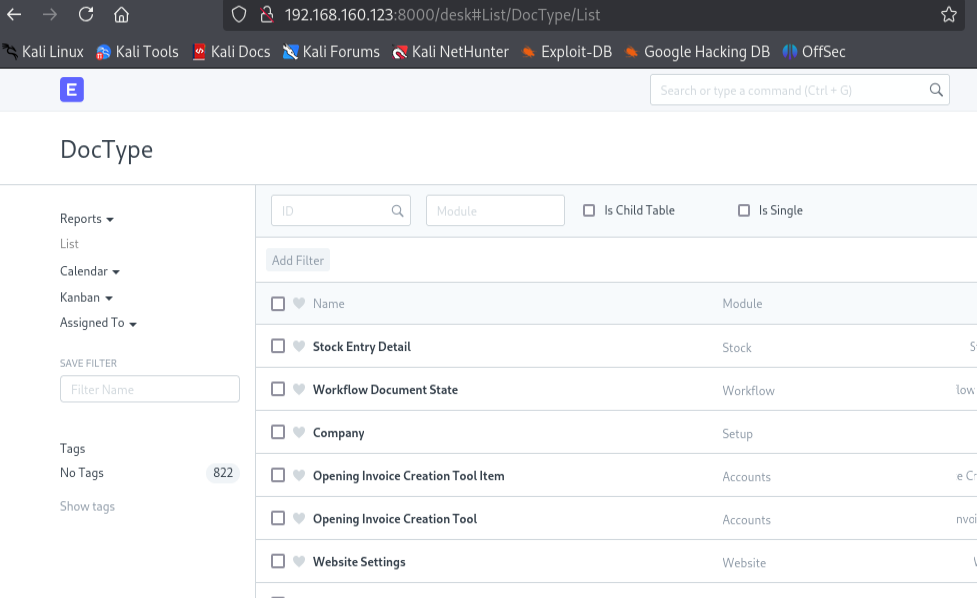 192.168.160.123:8000/desk#List/DocType/List
Kali Linux Kali Tools Kali Docs Kali Forums Kali NetHunter Exploit-DB Google Hacking DB OffSec
E Search or type a command (Ctrl + G)
DocType
Reports
List
Calendar
Kanban
Assigned To
SAVE FILTER
Filter Name
Tags
No Tags 822
Show tags
ID Module Is Child Table Is Single
Add Filter
Name Module
Stock Entry Detail Stock
Workflow Document State Workflow low
Company Setup
Opening Invoice Creation Tool Item Accounts
Opening Invoice Creation Tool Accounts
Website Settings Website